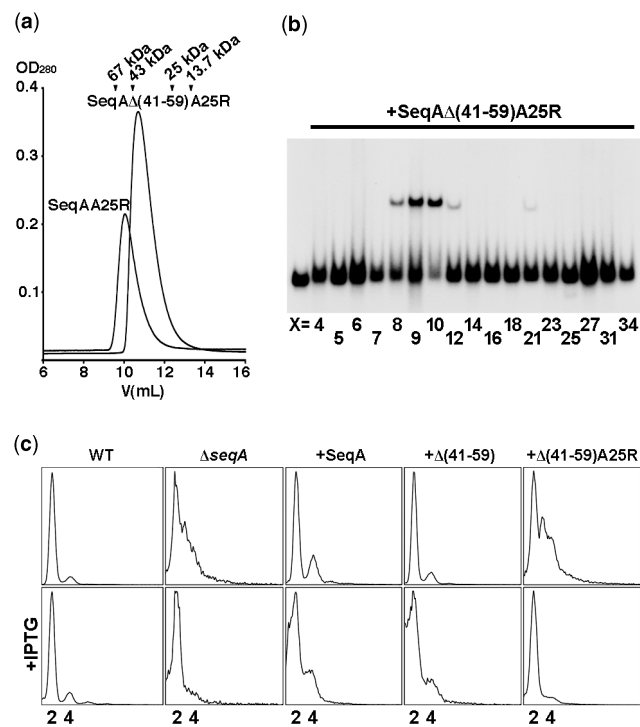 (a)
67 kDa
43 kDa
25 kDa
13.7 kDa
OD280
SeqAΔ(41-59)A25R
SeqAA25R
0.4
0.3
0.2
0.1
6 8 10 12 14 16
V(mL)
(b)
+SeqAΔ(41-59)A25R
X= 4 6 8 10 14 18 23 27 34
5 7 9 12 16 21 25 31
(c)
WT ΔseqA +SeqA +Δ(41-59) +Δ(41-59)A25R
+IPTG
2 4 2 4 2 4 2 4 2 4